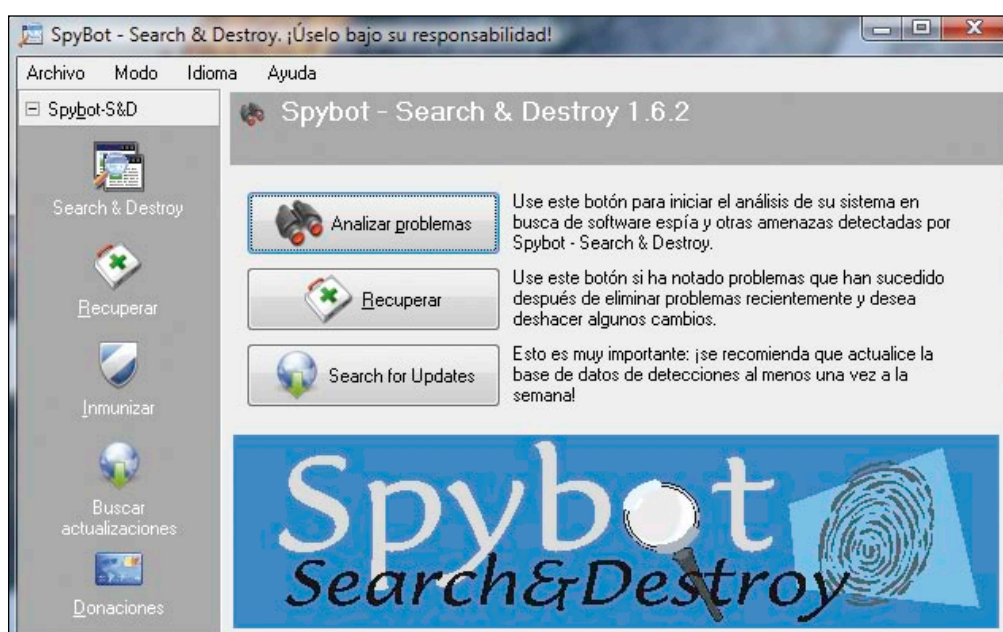 SpyBot - Search & Destroy. ¡Úselo bajo su responsabilidad!
Archivo Modo Idioma Ayuda
Spybot-S&D
Spybot - Search & Destroy 1.6.2
Search & Destroy
Recuperar
Inmunizar
Buscar
actualizaciones
Donaciones
Analizar problemas
Use este botón para iniciar el análisis de su sistema en
busca de software espía y otras amenazas detectadas por
Spybot - Search & Destroy.
Recuperar
Use este botón si ha notado problemas que han sucedido
después de eliminar problemas recientemente y desea
deshacer algunos cambios.
Search for Updates
Esto es muy importante: ¡se recomienda que actualice la
base de datos de detecciones al menos una vez a la
semana!
Spybot
Search&Destroy